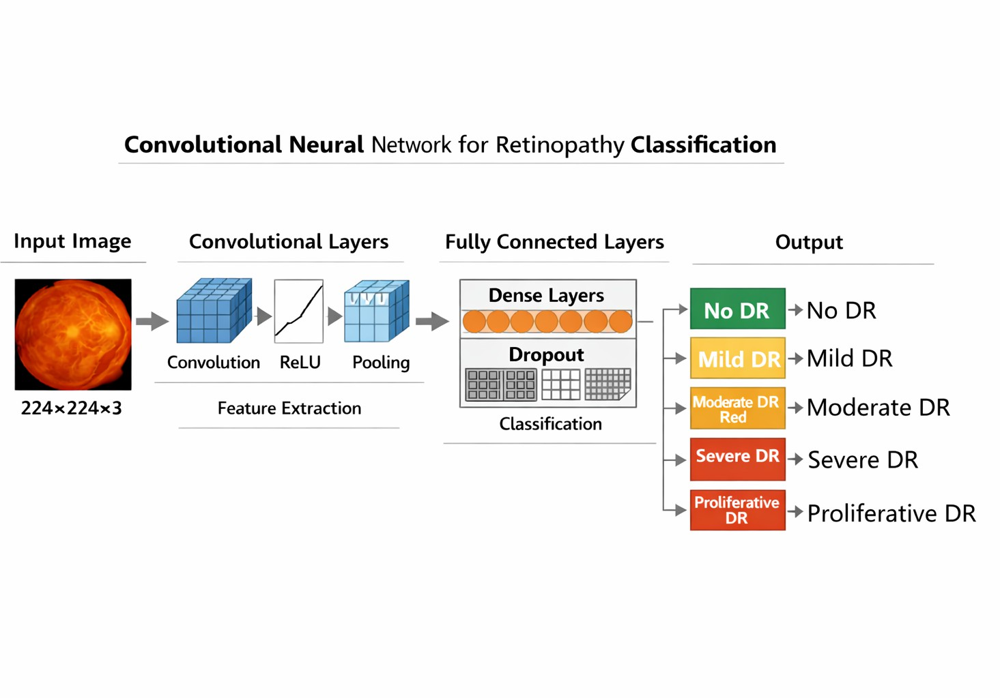 Convolutional Neural Network for Retinopathy Classification
Input Image
Convolutional Layers
Fully Connected Layers
Output
224×224×3
Convolution
ReLU
Pooling
Feature Extraction
Dense Layers
Dropout
Classification
No DR
No DR
Mild DR
Mild DR
Moderate DR
Red
Moderate DR
Severe DR
Severe DR
Proliferative
DR
Proliferative DR